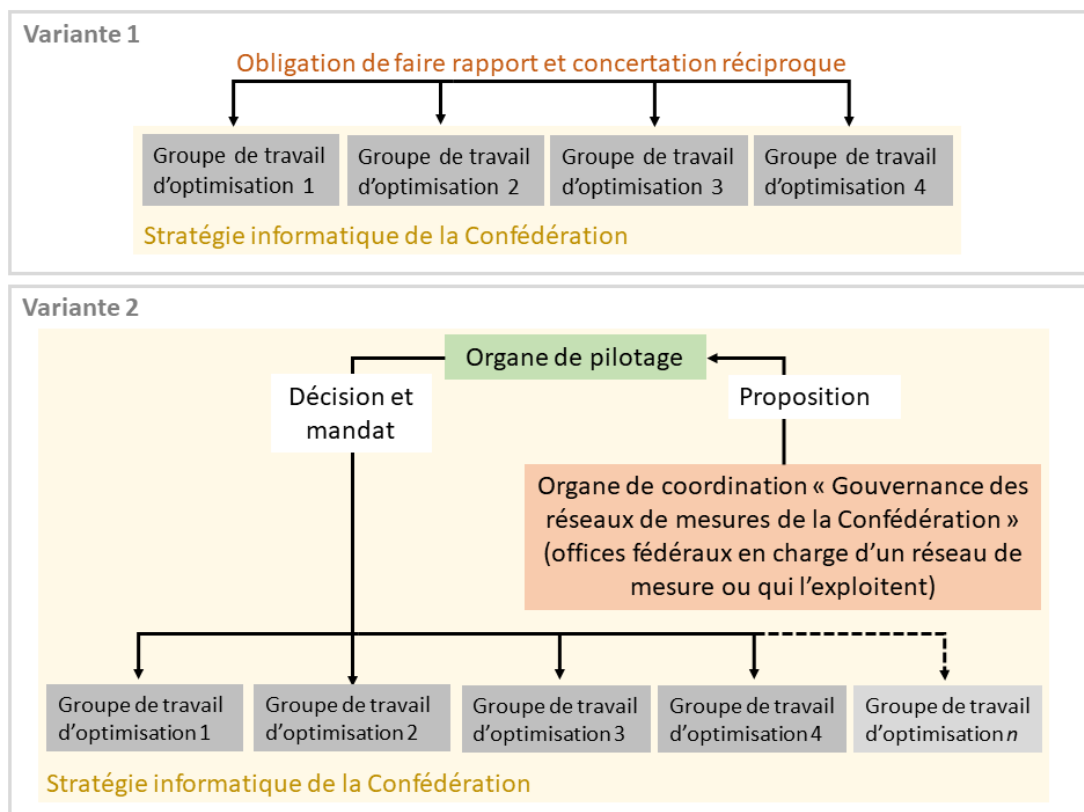 Variante 1
Obligation de faire rapport et concertation réciproque
Groupe de travail
d'optimisation 1
Groupe de travail
d'optimisation 2
Groupe de travail
d'optimisation 3
Groupe de travail
d'optimisation 4
Stratégie informatique de la Confédération
Variante 2
Organe de pilotage
Décision et
mandat
Proposition
Organe de coordination « Gouvernance des
réseaux de mesures de la Confédération »
(offices fédéraux en charge d'un réseau de
mesure ou qui l'exploitent)
Groupe de travail
d'optimisation 1
Groupe de travail
d'optimisation 2
Groupe de travail
d'optimisation 3
Groupe de travail
d'optimisation 4
Groupe de travail
d'optimisation n
Stratégie informatique de la Confédération